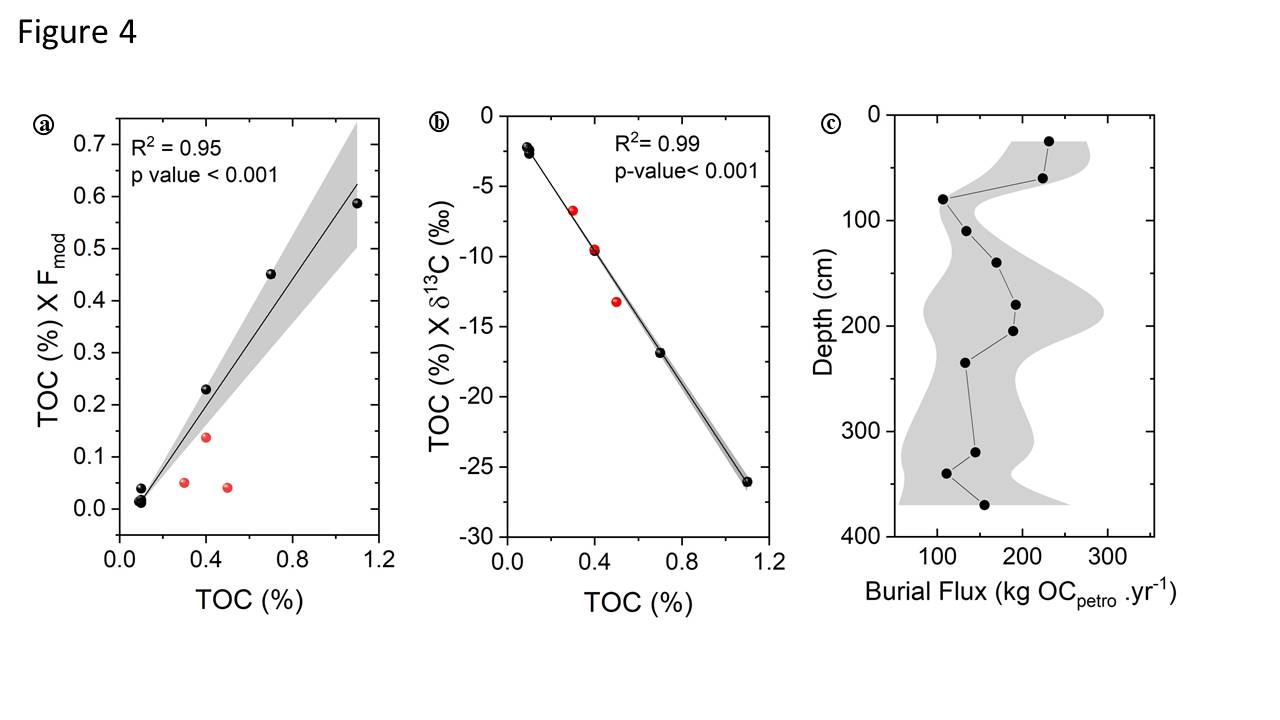 Figure 4
ⓐ
R² = 0.95
p value < 0.001
0.7
0.6
0.5
0.4
0.3
0.2
0.1
0.0
TOC (%) X Fmod
0.0 0.4 0.8 1.2
TOC (%)
ⓑ
R²= 0.99
p-value< 0.001
0
-5
-10
-15
-20
-25
-30
TOC (%) X δ¹³C (‰)
0.0 0.4 0.8 1.2
TOC (%)
ⓒ
0
100
200
300
400
Depth (cm)
100 200 300
Burial Flux (kg OCpetro .yr⁻¹)